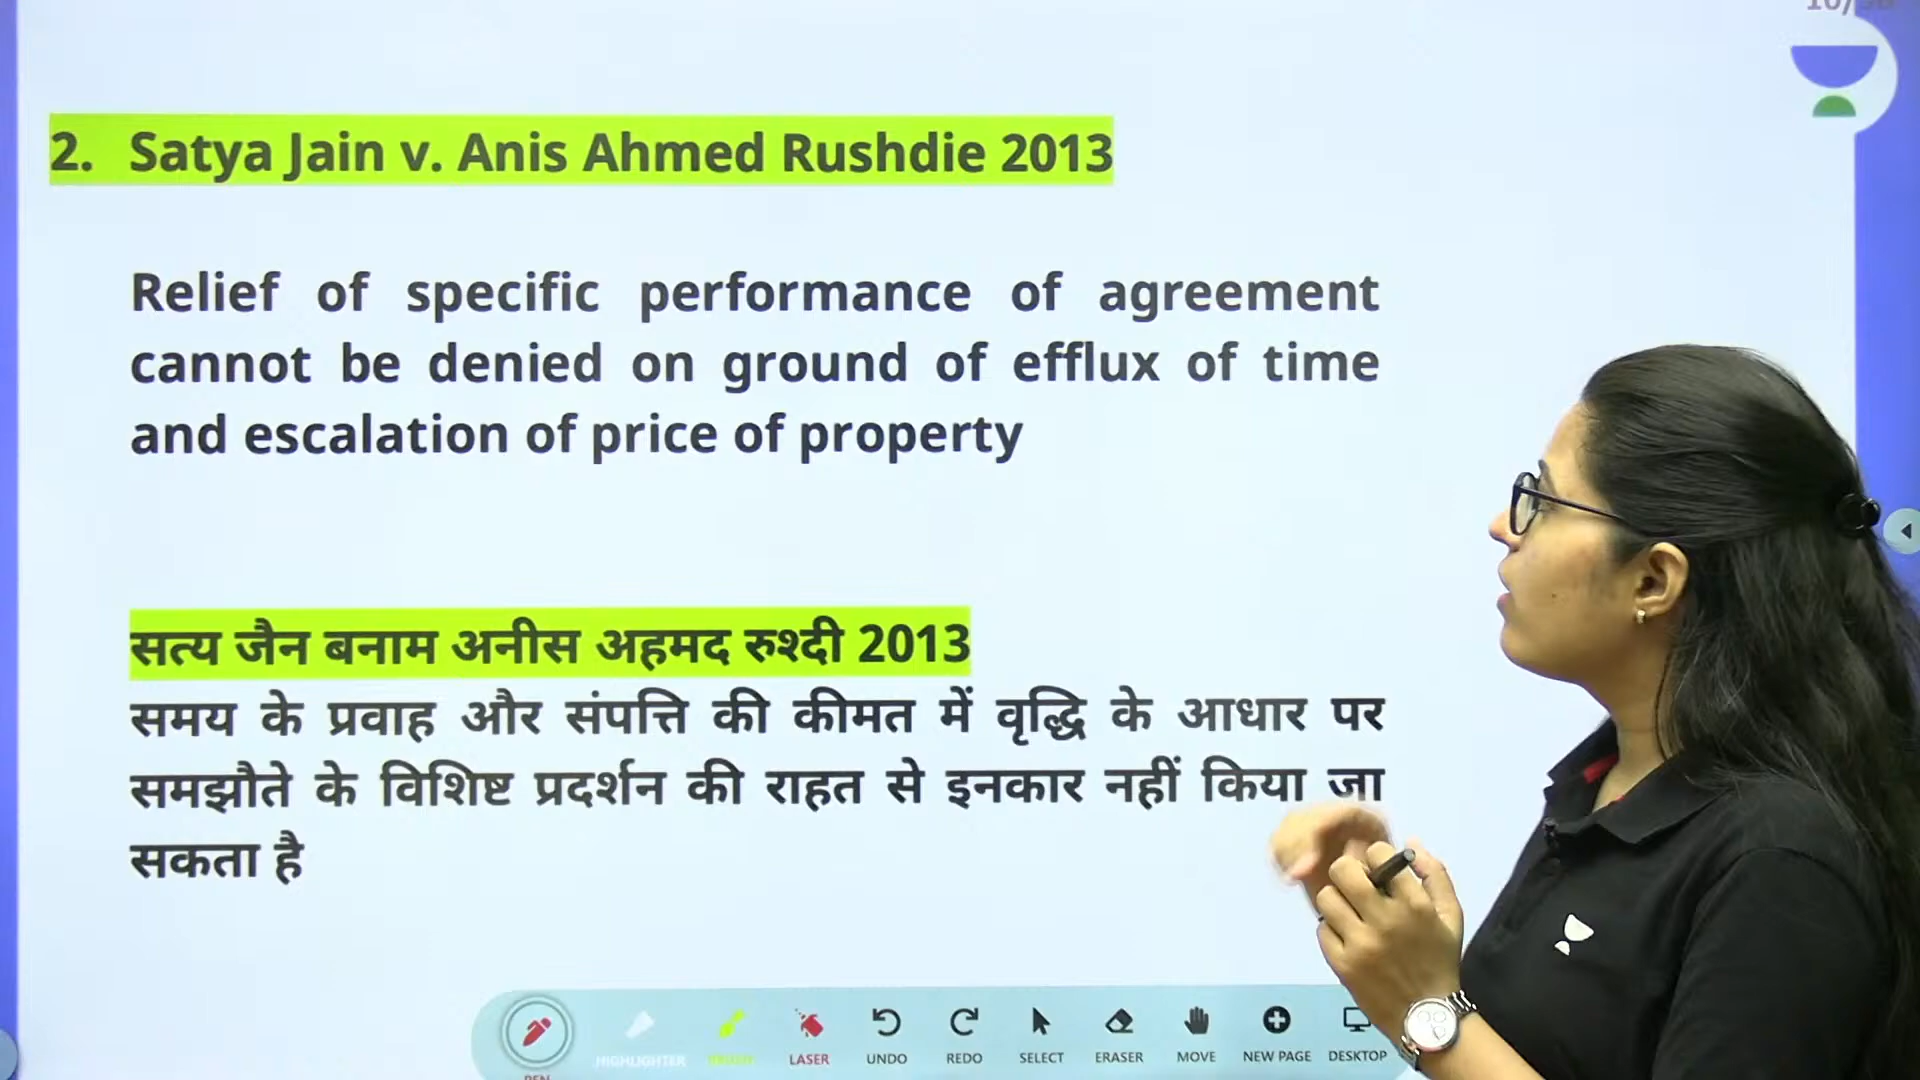 2. Satya Jain v. Anis Ahmed Rushdie 2013
Relief of specific performance of agreement
cannot be denied on ground of efflux of time
and escalation of price of property
सत्य जैन बनाम अनीस अहमद रुश्दी 2013
समय के प्रवाह और संपत्ति की कीमत में वृद्धि के आधार पर
समझौते के विशिष्ट प्रदर्शन की राहत से इनकार नहीं किया जा
सकता है
HIGHLIGHTER LASER UNDO REDO SELECT ERASER MOVE NEW PAGE DESKTOP
PEN